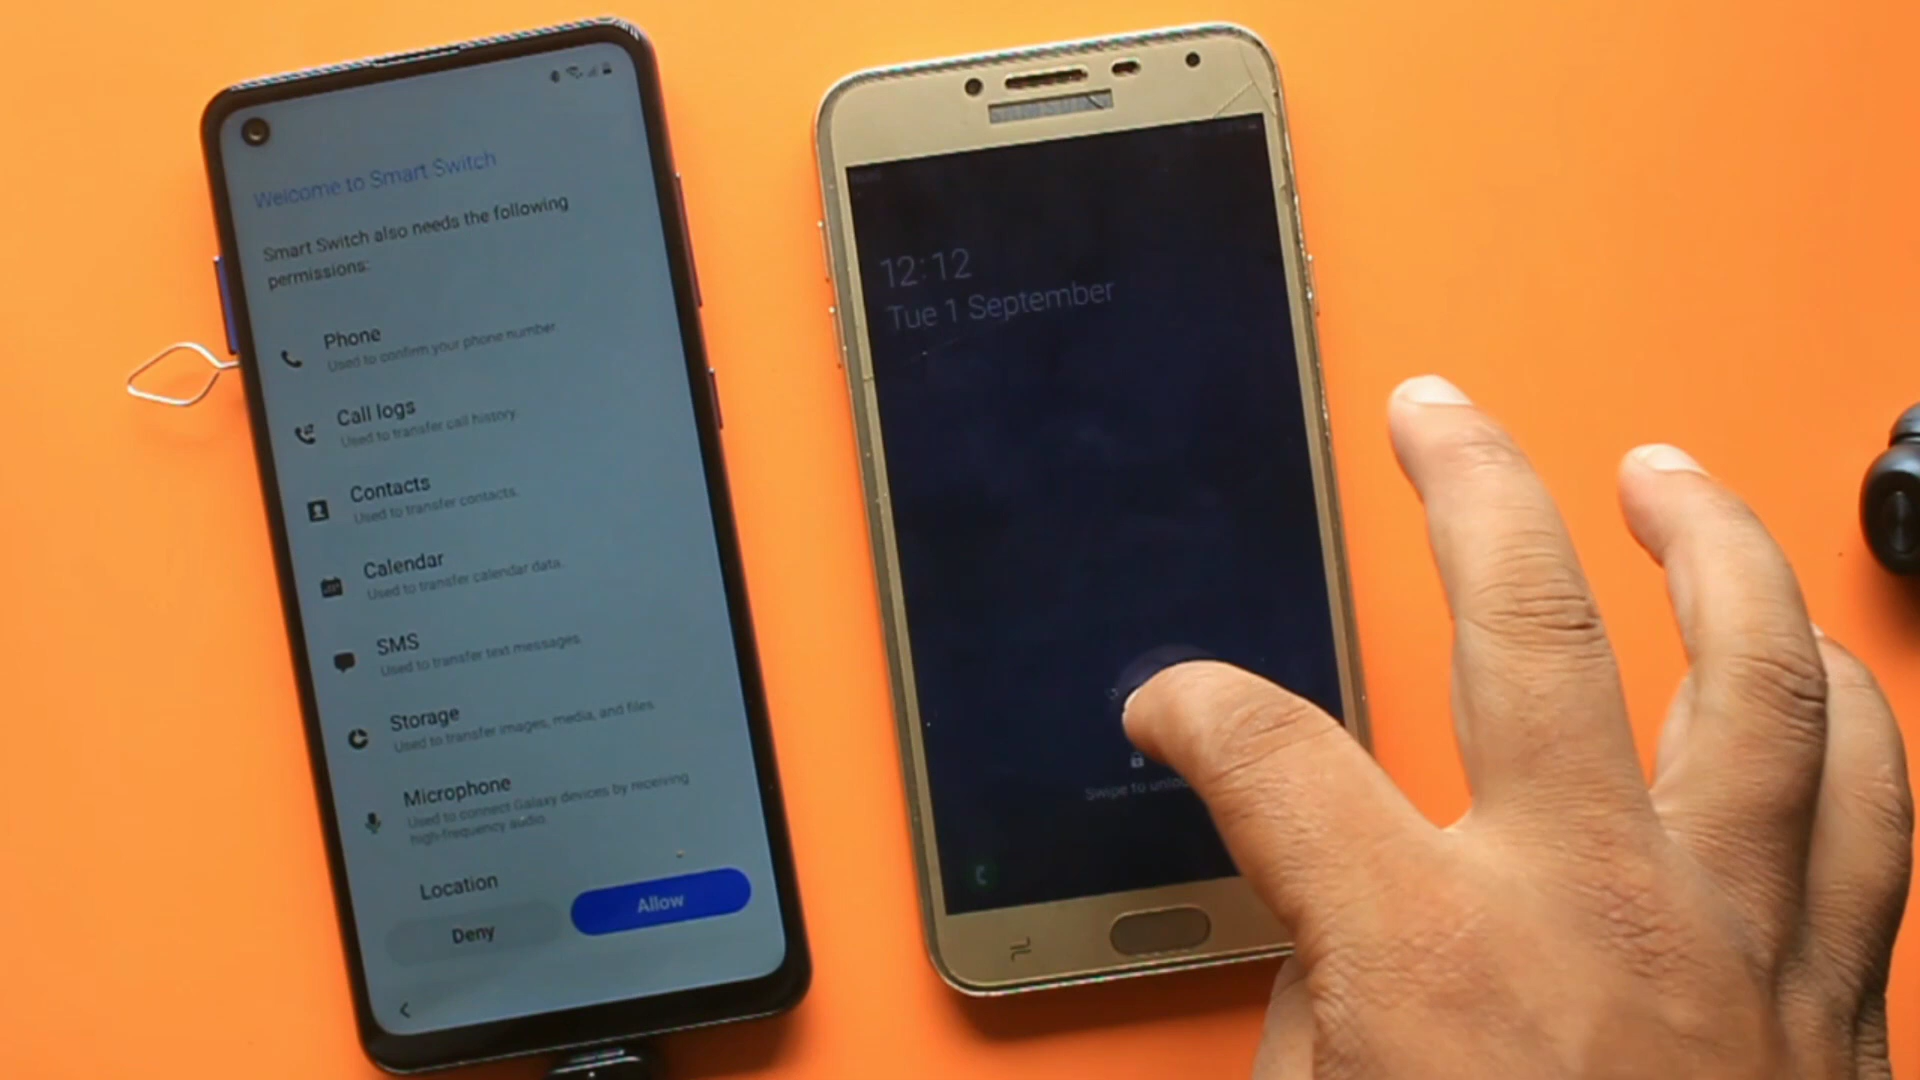 Welcome to Smart Switch
Smart Switch also needs the following
permissions:
Phone
Used to confirm your phone number.
Call logs
Used to transfer call history.
Contacts
Used to transfer contacts.
Calendar
Used to transfer calendar data.
SMS
Used to transfer text messages.
Storage
Used to transfer images, media, and files.
Microphone
Used to connect Galaxy devices by receiving
high-frequency audio.
Location
Deny
Allow
SAMSUNG
12:12
Tue 1 September
Swipe to